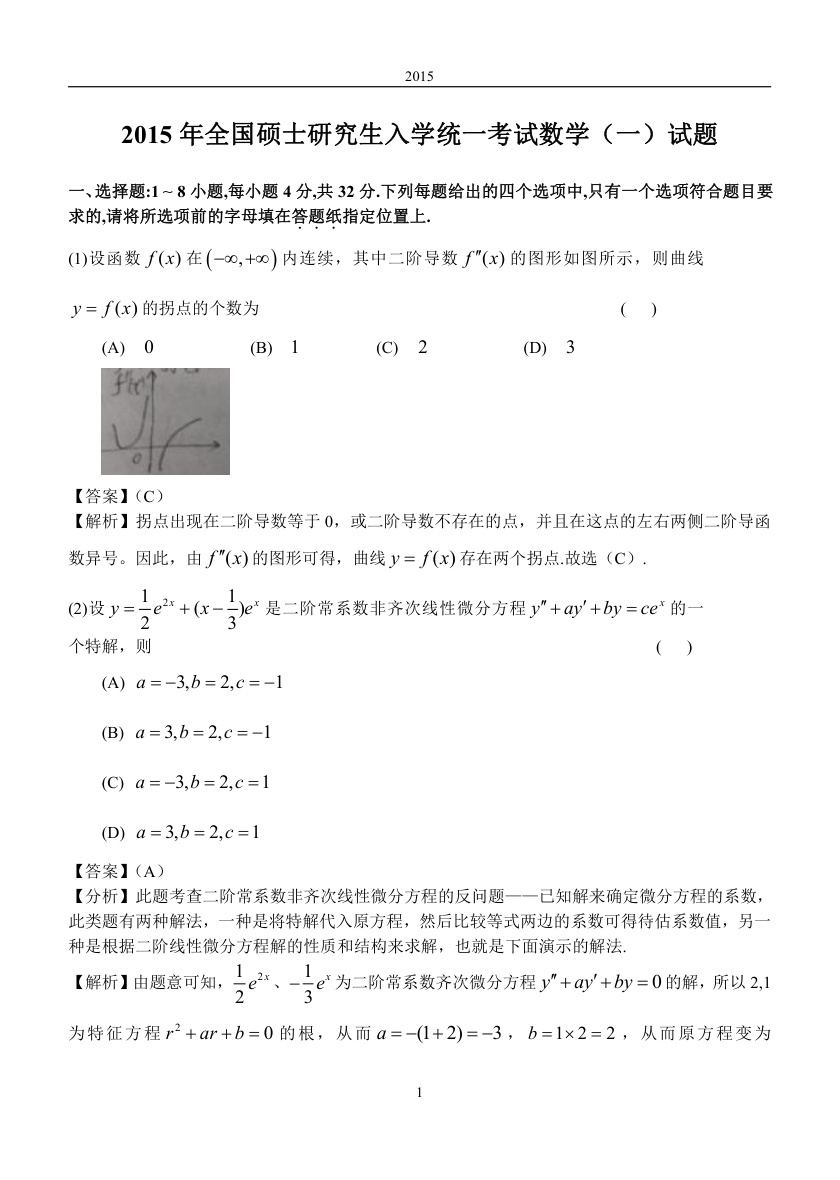 2015
2015 年全国硕士研究生入学统一考试数学（一）试题
一、选择题:1 ~ 8 小题,每小题 4 分,共 32 分.下列每题给出的四个选项中,只有一个选项符合题目要
求的,请将所选项前的字母填在答题纸指定位置上.
(1)设函数 f(x) 在 (−∞,+∞) 内连续，其中二阶导数 f″(x) 的图形如图所示，则曲线
y = f(x) 的拐点的个数为 ( )
(A) 0 (B) 1 (C) 2 (D) 3
0
【答案】（C）
【解析】拐点出现在二阶导数等于 0，或二阶导数不存在的点，并且在这点的左右两侧二阶导函
数异号。因此，由 f″(x) 的图形可得，曲线 y = f(x) 存在两个拐点.故选（C）.
(2)设 y = 1/2 e^{2x} + (x − 1/3)e^x 是二阶常系数非齐次线性微分方程 y″ + ay′ + by = ce^x 的一
个特解，则 ( )
(A) a = −3, b = 2, c = −1
(B) a = 3, b = 2, c = −1
(C) a = −3, b = 2, c = 1
(D) a = 3, b = 2, c = 1
【答案】（A）
【分析】此题考查二阶常系数非齐次线性微分方程的反问题——已知解来确定微分方程的系数，
此类题有两种解法，一种是将特解代入原方程，然后比较等式两边的系数可得待估系数值，另一
种是根据二阶线性微分方程解的性质和结构来求解，也就是下面演示的解法.
【解析】由题意可知，1/2 e^{2x}、−1/3 e^x 为二阶常系数齐次微分方程 y″ + ay′ + by = 0 的解，所以 2,1
为特征方程 r² + ar + b = 0 的根，从而 a = −(1 + 2) = −3，b = 1×2 = 2，从而原方程变为
1